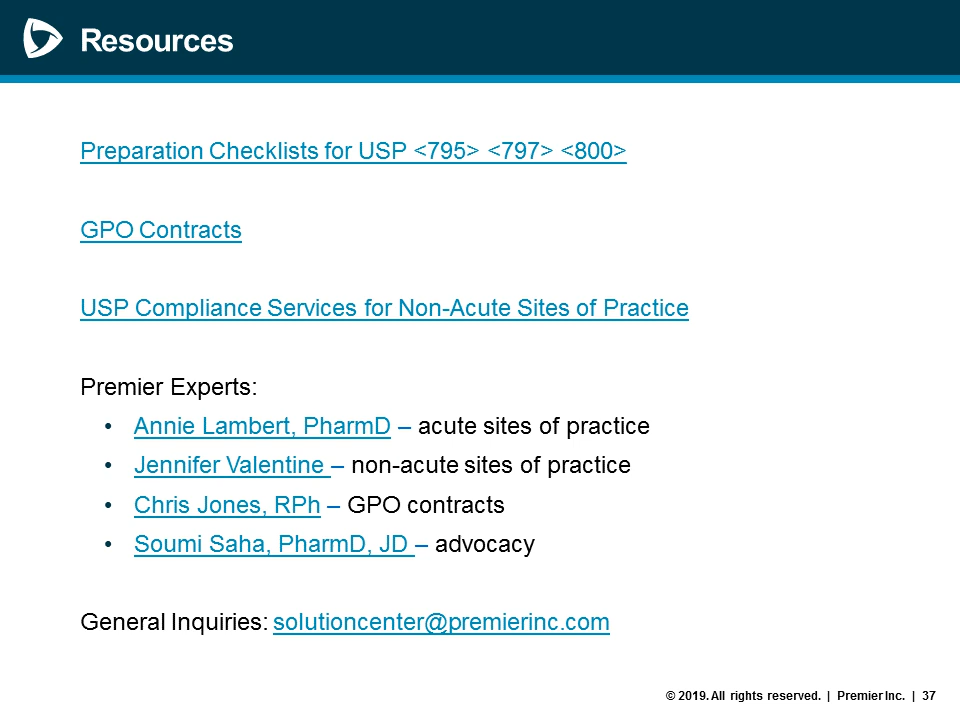 Resources
Preparation Checklists for USP <795> <797> <800>
GPO Contracts
USP Compliance Services for Non-Acute Sites of Practice
Premier Experts:
• Annie Lambert, PharmD – acute sites of practice
• Jennifer Valentine – non-acute sites of practice
• Chris Jones, RPh – GPO contracts
• Soumi Saha, PharmD, JD – advocacy
General Inquiries: solutioncenter@premierinc.com
© 2019. All rights reserved. | Premier Inc. | 37